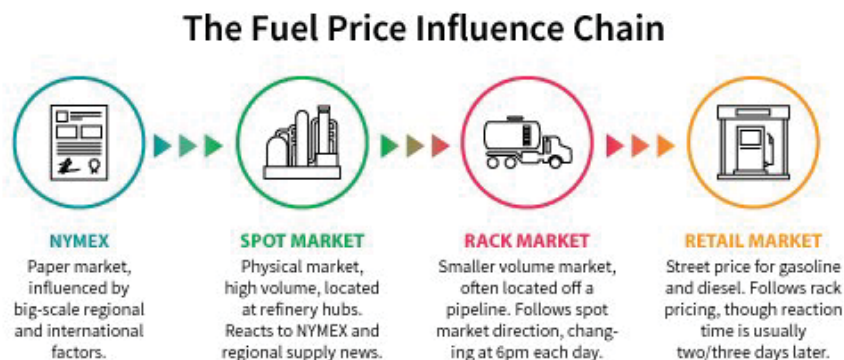 The Fuel Price Influence Chain
NYMEX
Paper market,
influenced by
big-scale regional
and international
factors.
SPOT MARKET
Physical market,
high volume, located
at refinery hubs.
Reacts to NYMEX and
regional supply news.
RACK MARKET
Smaller volume market,
often located off a
pipeline. Follows spot
market direction, chang-
ing at 6pm each day.
RETAIL MARKET
Street price for gasoline
and diesel. Follows rack
pricing, though reaction
time is usually
two/three days later.